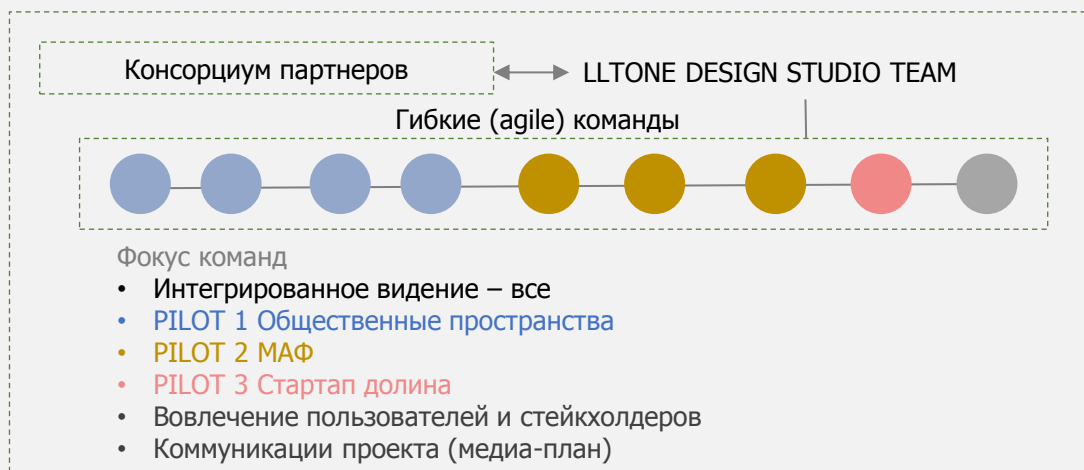 Консорциум партнеров
LLTONE DESIGN STUDIO TEAM
Гибкие (agile) команды
Фокус команд
• Интегрированное видение – все
• PILOT 1 Общественные пространства
• PILOT 2 МАФ
• PILOT 3 Стартап долина
• Вовлечение пользователей и стейкхолдеров
• Коммуникации проекта (медиа-план)